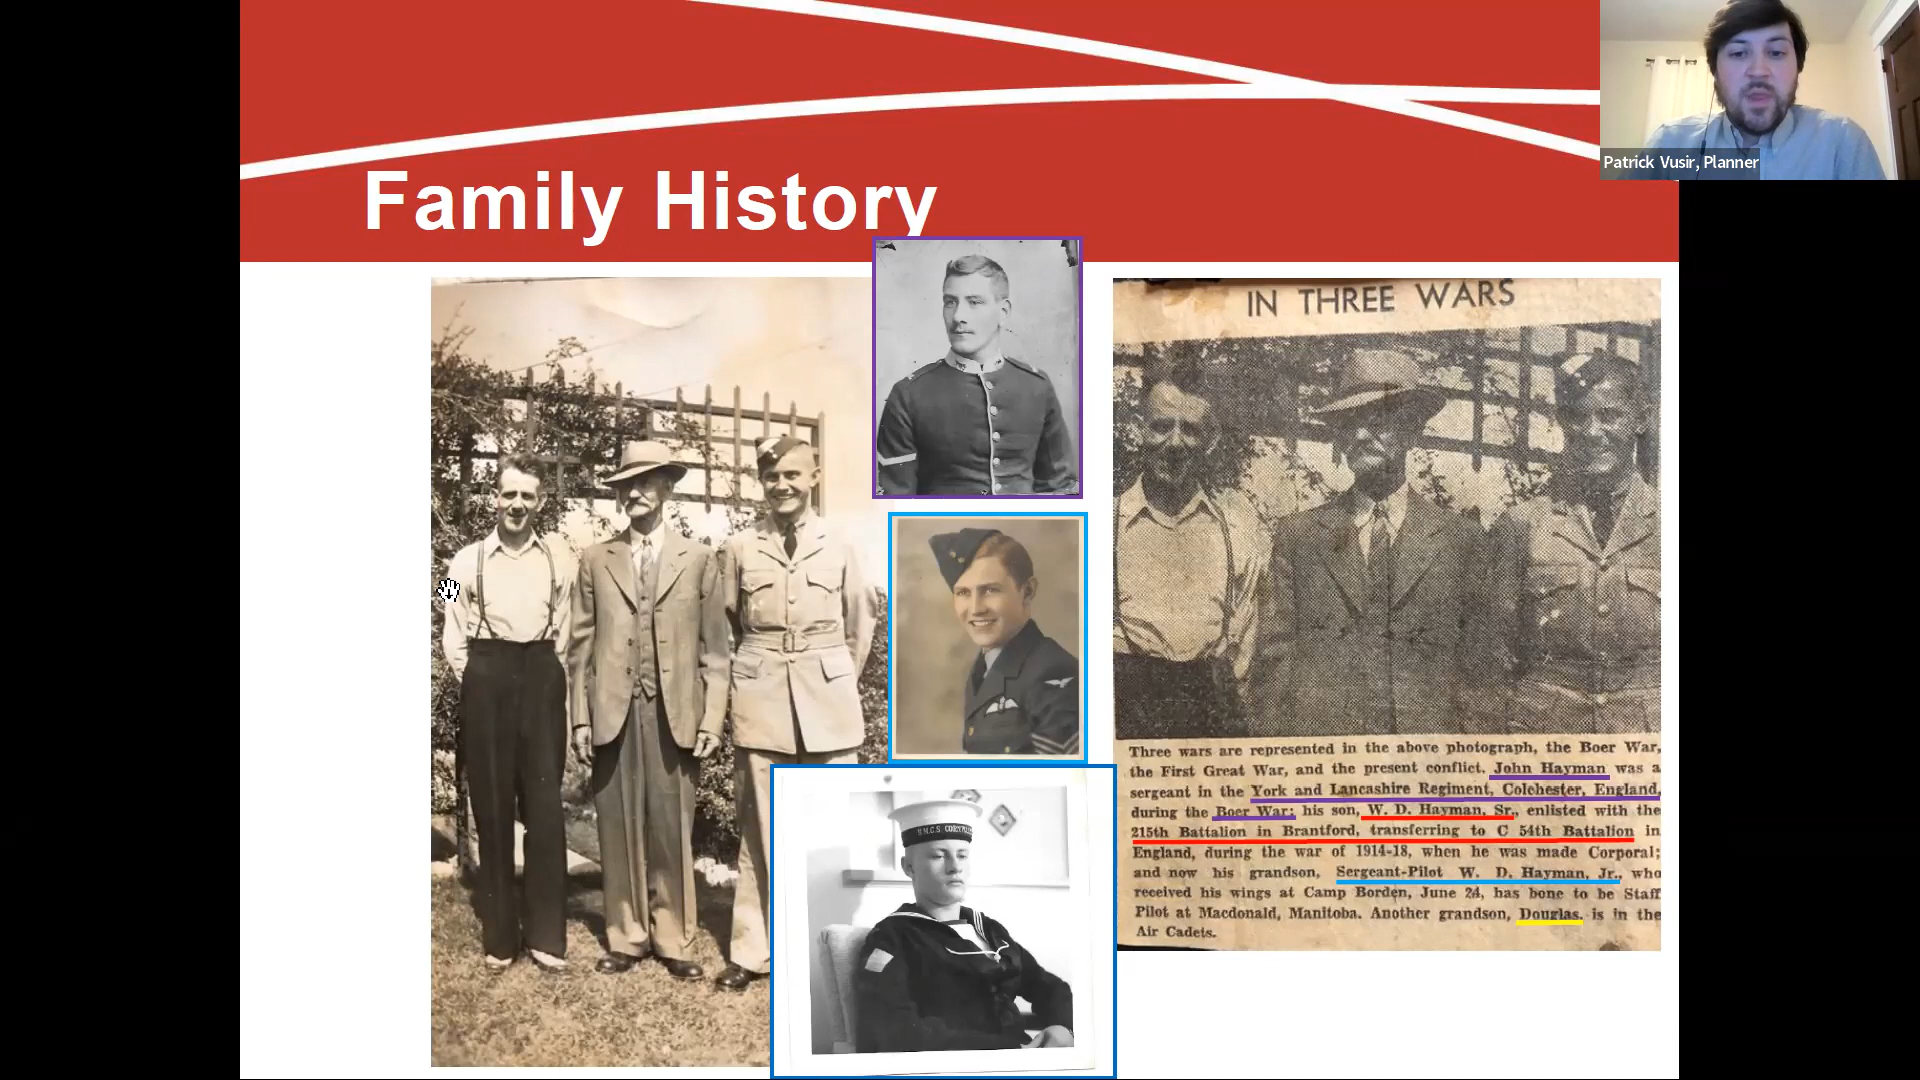 Family History
Patrick Vusir, Planner
IN THREE WARS
Three wars are represented in the above photograph, the Boer War,
the First Great War, and the present conflict. John Hayman was a
sergeant in the York and Lancashire Regiment, Colchester, England,
during the Boer War; his son, W. D. Hayman, Sr., enlisted with the
215th Battalion in Brantford, transferring to C 54th Battalion in
England, during the war of 1914-18, when he was made Corporal;
and now his grandson, Sergeant-Pilot W. D. Hayman, Jr., who
received his wings at Camp Borden, June 24, has bone to be Staff
Pilot at Macdonald, Manitoba. Another grandson, Douglas, is in the
Air Cadets.
H.M.C.S.